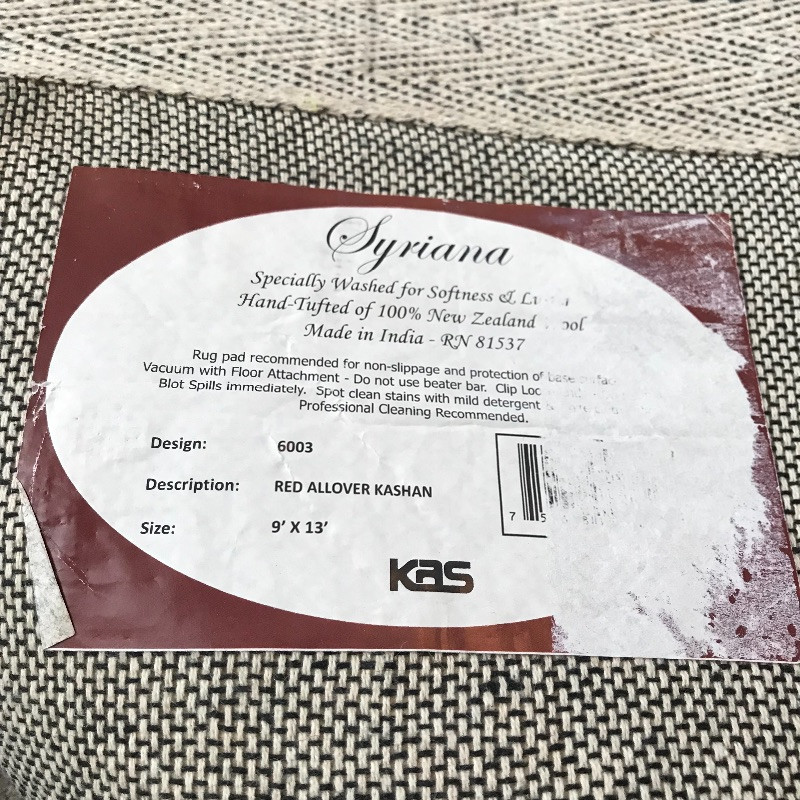 Syriana
Specially Washed for Softness &
Hand-Tufted of 100% New Zealand
Made in India - RN 81537
Rug pad recommended for non-slippage and protection of base
Vacuum with Floor Attachment - Do not use beater bar. Clip
Blot Spills immediately. Spot clean stains with mild detergent
Professional Cleaning Recommended.
Design: 6003
Description: RED ALLOVER KASHAN
Size: 9' X 13'
7 5
kas